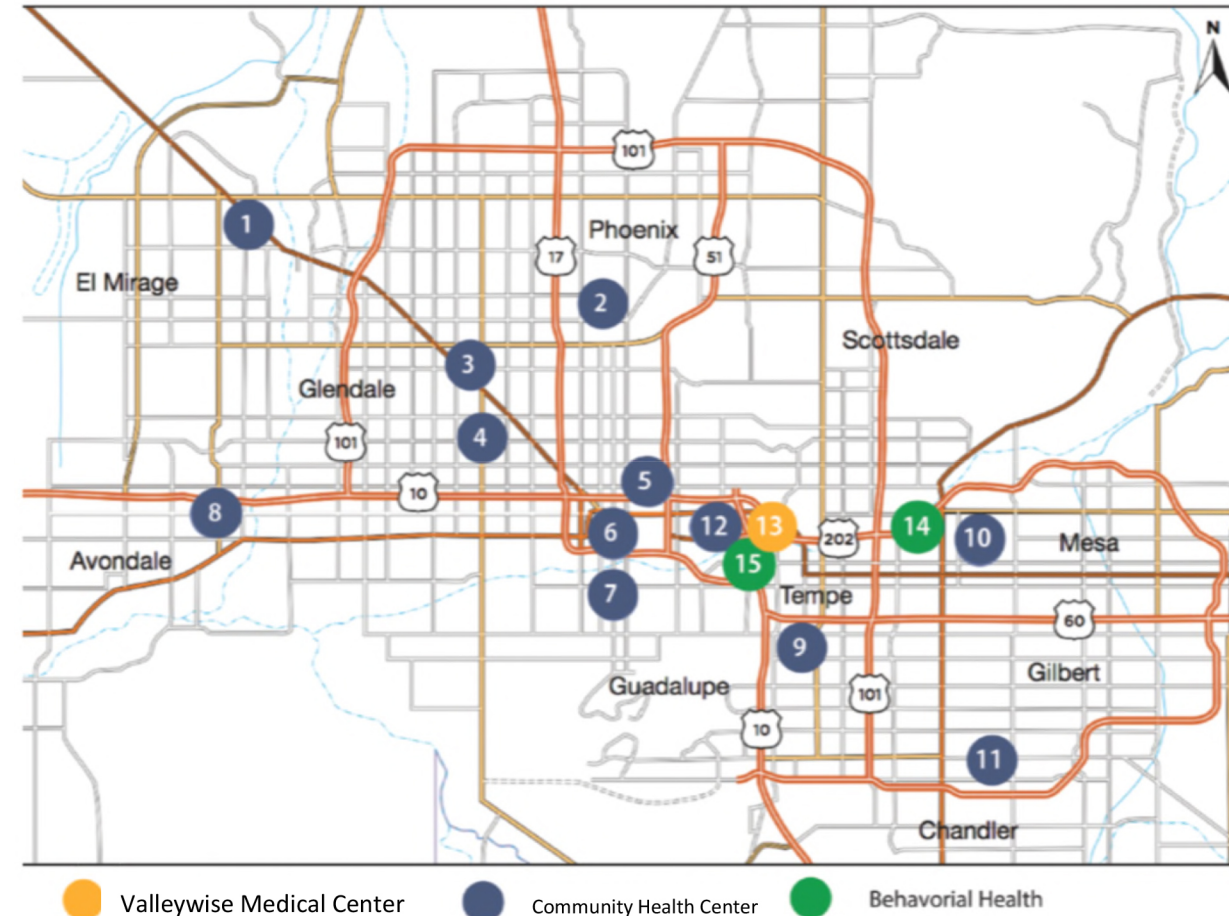 N
101
Phoenix
17
51
1
El Mirage
2
Scottsdale
3
Glendale
4
101
10
5
8
6
12
13
14
202
10
Mesa
Avondale
15
7
Tempe
60
9
Gilbert
Guadalupe
101
10
11
Chandler
Valleywise Medical Center
Community Health Center
Behavorial Health